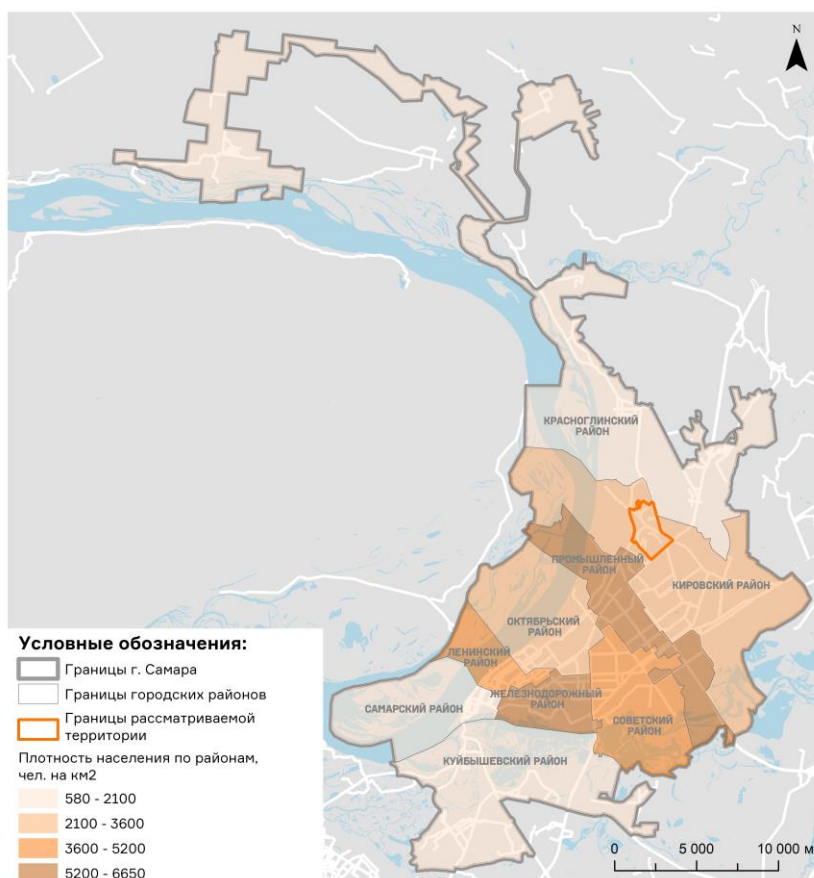 N
КРАСНОГЛИНСКИЙ
РАЙОН
ПРОМЫШЛЕННЫЙ
РАЙОН
КИРОВСКИЙ РАЙОН
ОКТЯБРЬСКИЙ
РАЙОН
ЛЕНИНСКИЙ
РАЙОН
ЖЕЛЕЗНОДОРОЖНЫЙ
РАЙОН
САМАРСКИЙ РАЙОН
СОВЕТСКИЙ
РАЙОН
КУЙБЫШЕВСКИЙ РАЙОН
Условные обозначения:
Границы г. Самара
Границы городских районов
Границы рассматриваемой
территории
Плотность населения по районам,
чел. на км2
580 - 2100
2100 - 3600
3600 - 5200
5200 - 6650
0 5 000 10 000 м